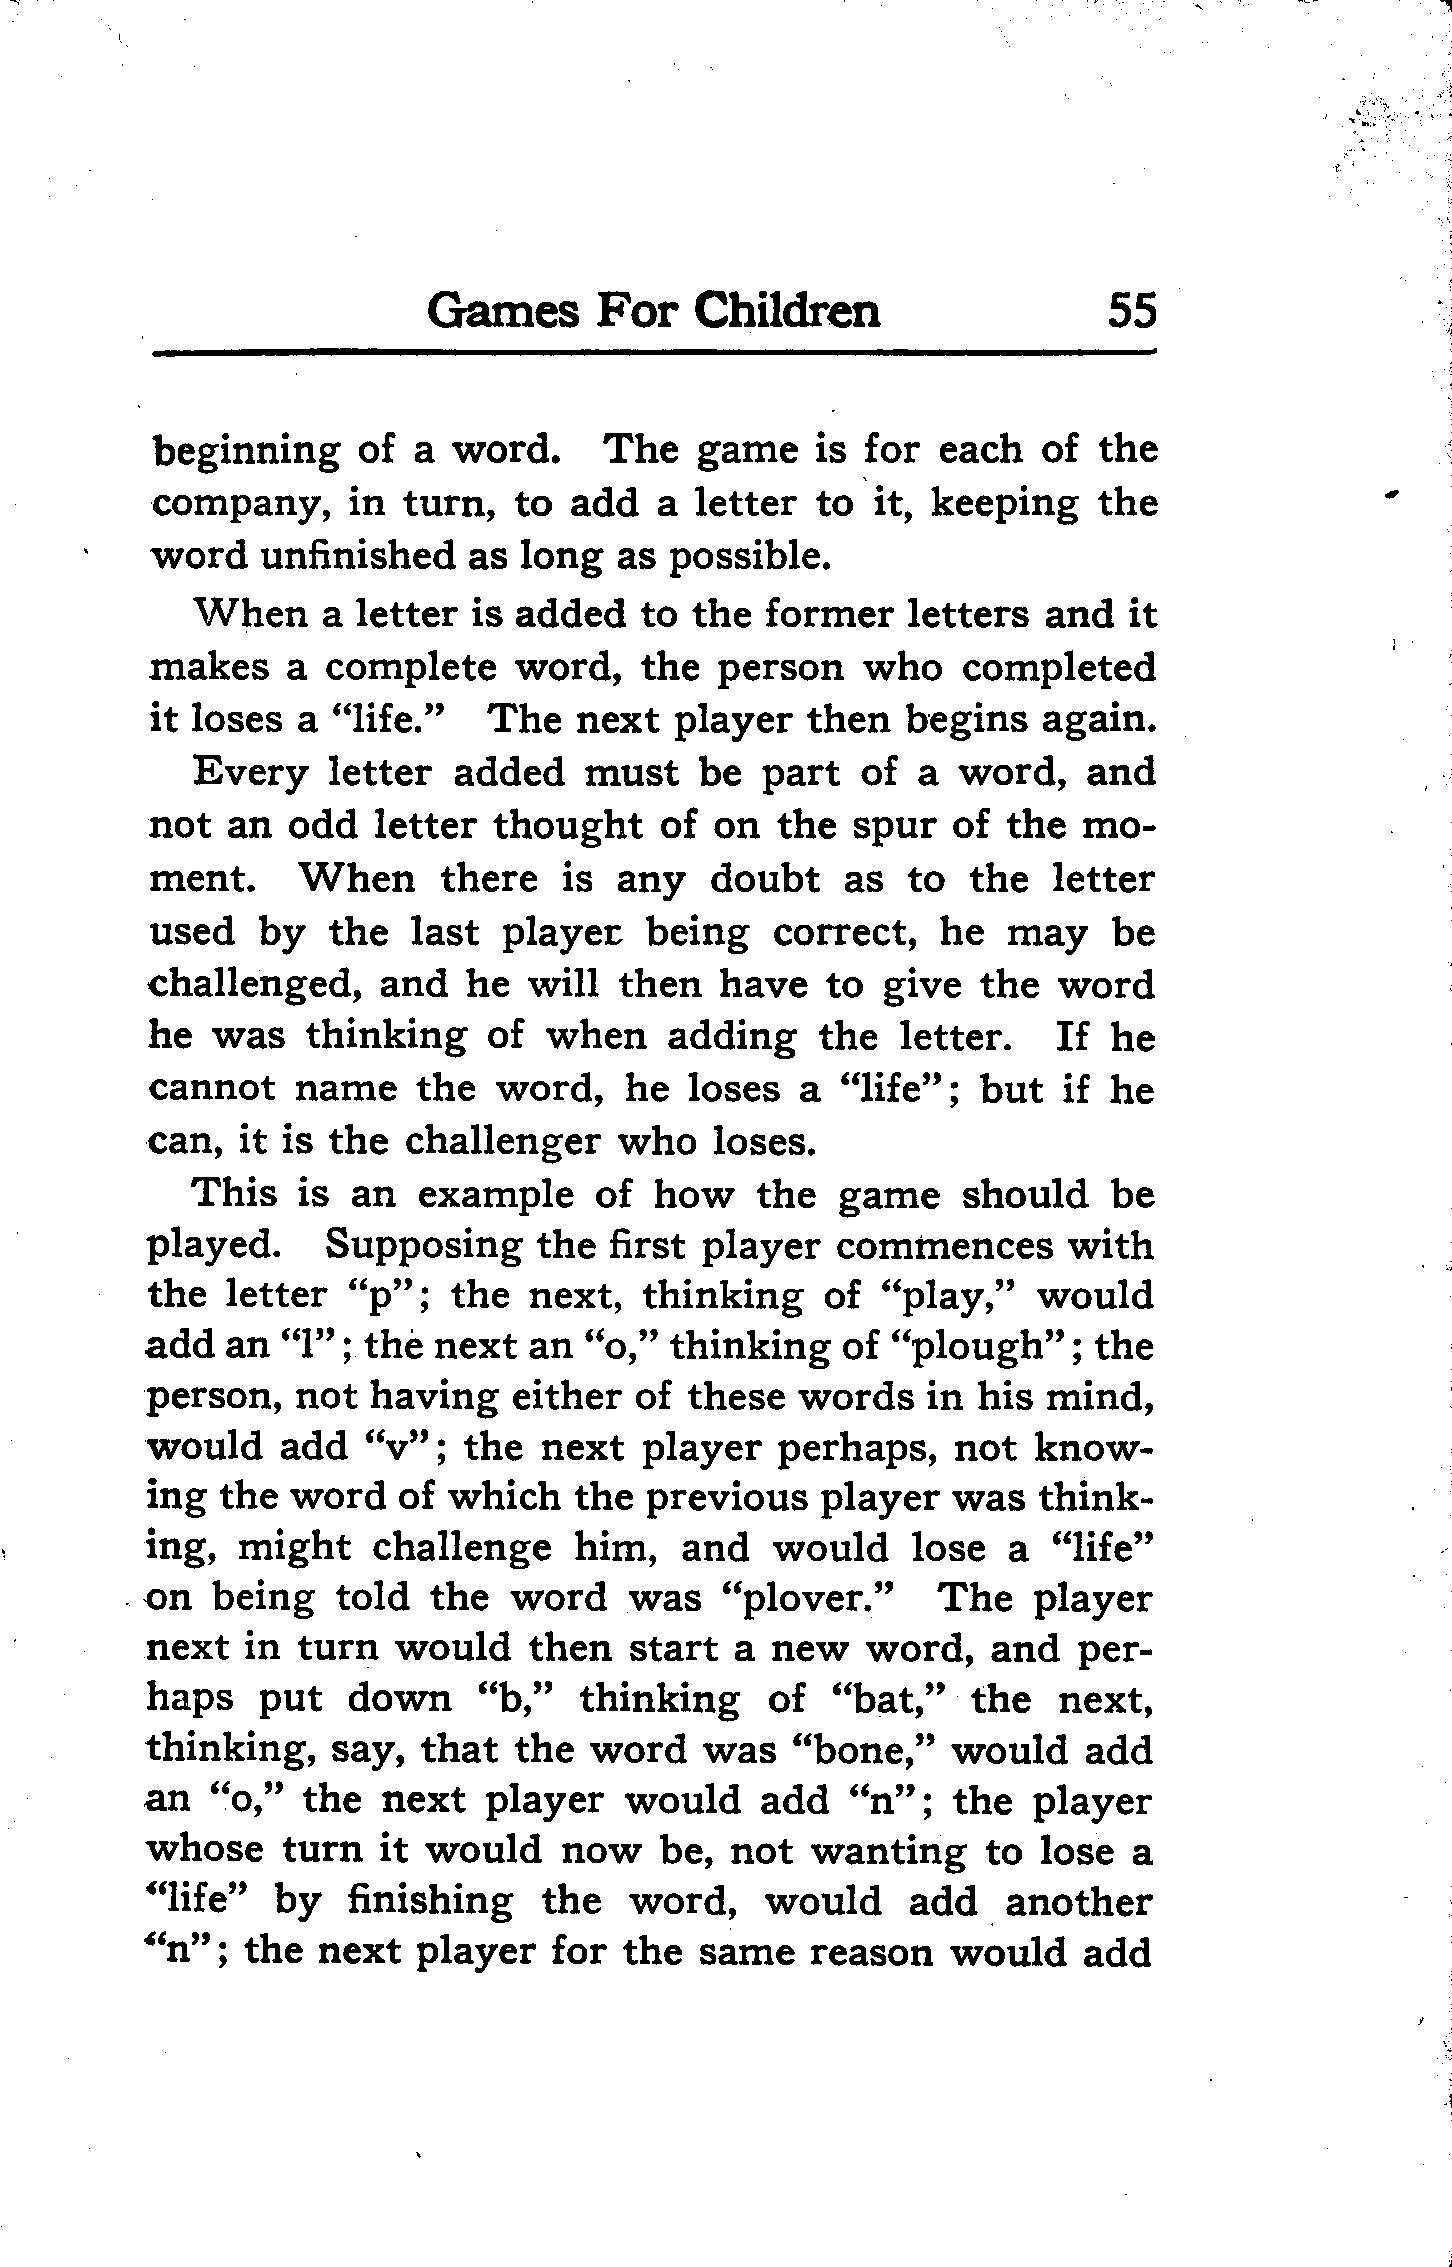 Games For Children 55
beginning of a word. The game is for each of the
company, in turn, to add a letter to it, keeping the
word unfinished as long as possible.
When a letter is added to the former letters and it
makes a complete word, the person who completed
it loses a “life.” The next player then begins again.
Every letter added must be part of a word, and
not an odd letter thought of on the spur of the mo-
ment. When there is any doubt as to the letter
used by the last player being correct, he may be
challenged, and he will then have to give the word
he was thinking of when adding the letter. If he
cannot name the word, he loses a “life”; but if he
can, it is the challenger who loses.
This is an example of how the game should be
played. Supposing the first player commences with
the letter “p”; the next, thinking of “play,” would
add an “l”; the next an “o,” thinking of “plough”; the
person, not having either of these words in his mind,
would add “v”; the next player perhaps, not know-
ing the word of which the previous player was think-
ing, might challenge him, and would lose a “life”
on being told the word was “plover.” The player
next in turn would then start a new word, and per-
haps put down “b,” thinking of “bat,” the next,
thinking, say, that the word was “bone,” would add
an “o,” the next player would add “n”; the player
whose turn it would now be, not wanting to lose a
“life” by finishing the word, would add another
“n”; the next player for the same reason would add